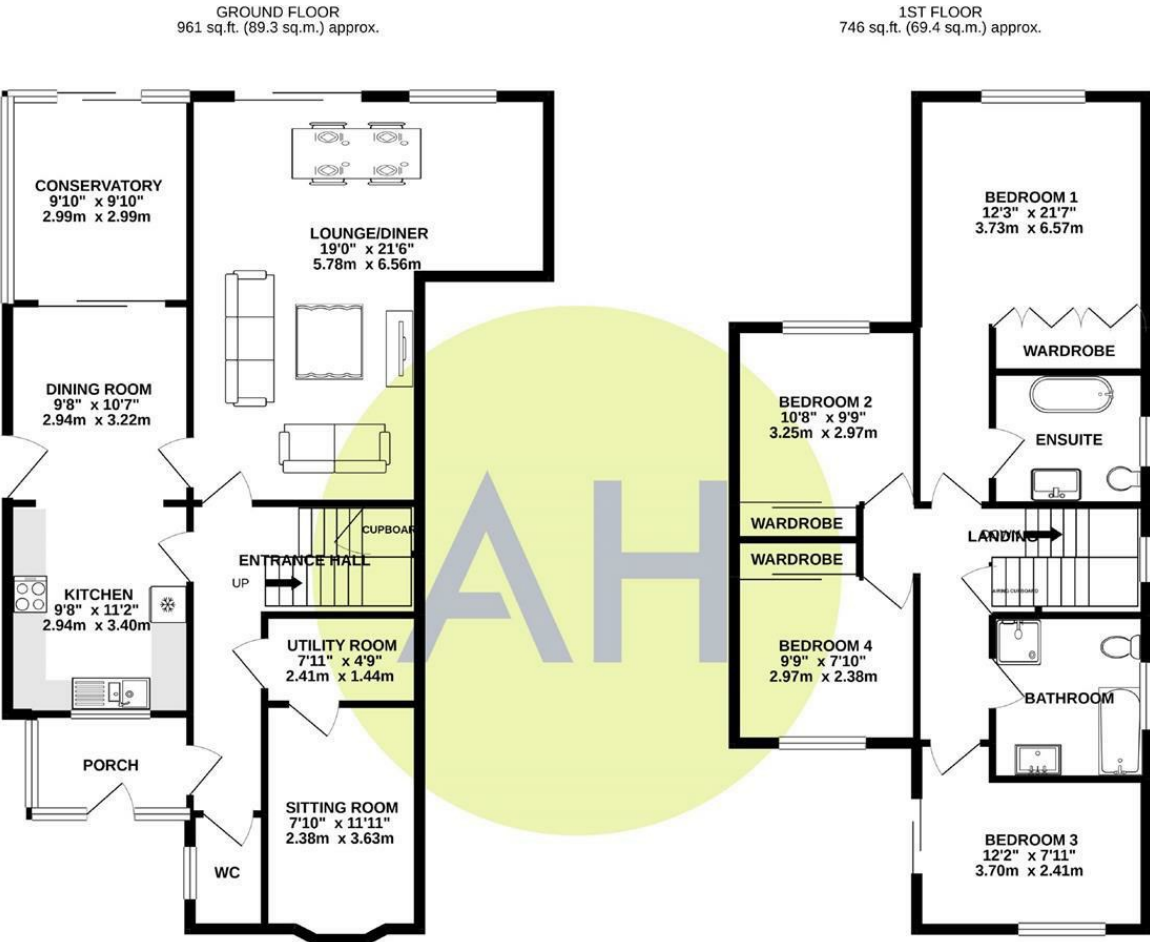 GROUND FLOOR
961 sq.ft. (89.3 sq.m.) approx.
CONSERVATORY
9'10" x 9'10"
2.99m x 2.99m
LOUNGE/DINER
19'0" x 21'6"
5.78m x 6.56m
DINING ROOM
9'8" x 10'7"
2.94m x 3.22m
CUPBOAR
ENTRANCE HALL
UP
KITCHEN
9'8" x 11'2"
2.94m x 3.40m
UTILITY ROOM
7'11" x 4'9"
2.41m x 1.44m
PORCH
SITTING ROOM
7'10" x 11'11"
2.38m x 3.63m
WC
AH
1ST FLOOR
746 sq.ft. (69.4 sq.m.) approx.
BEDROOM 1
12'3" x 21'7"
3.73m x 6.57m
WARDROBE
BEDROOM 2
10'8" x 9'9"
3.25m x 2.97m
ENSUITE
WARDROBE
LANDING
DOWN
WARDROBE
AIRING CUPBOARD
BEDROOM 4
9'9" x 7'10"
2.97m x 2.38m
BATHROOM
BEDROOM 3
12'2" x 7'11"
3.70m x 2.41m